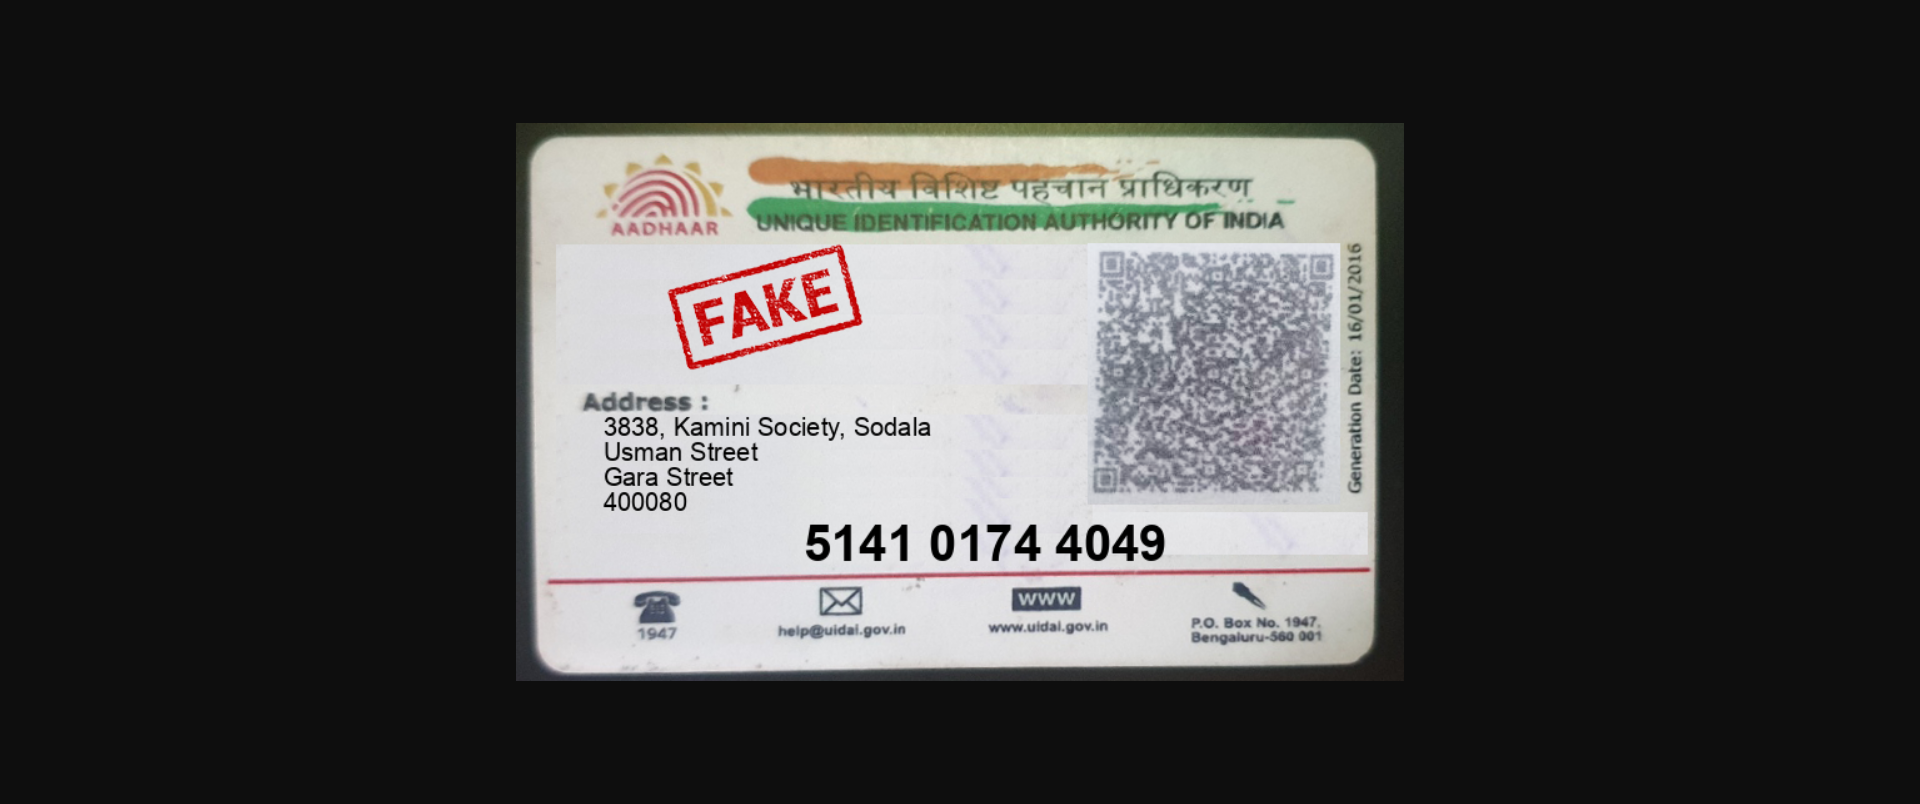 भारतीय विशिष्ट पहचान प्राधिकरण
AADHAAR
UNIQUE IDENTIFICATION AUTHORITY OF INDIA
FAKE
Generation Date: 16/01/2016
Address :
3838, Kamini Society, Sodala
Usman Street
Gara Street
400080
5141 0174 4049
1947
help@uidai.gov.in
WWW
www.uidai.gov.in
P.O. Box No. 1947,
Bengaluru-560 001